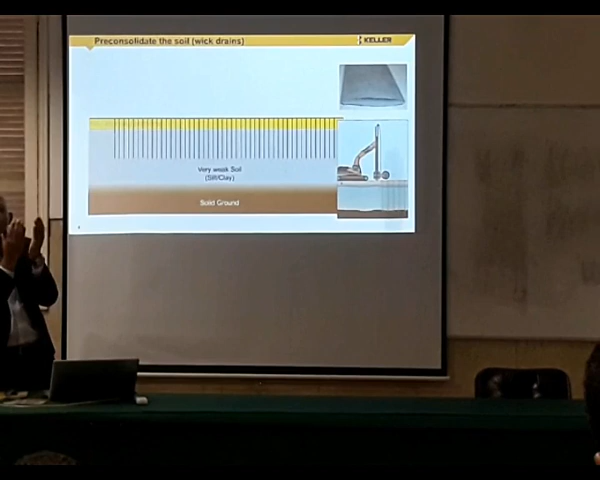 Preconsolidate the soil (wick drains)
KELLER
Very weak Soil
(Silt/Clay)
Solid Ground